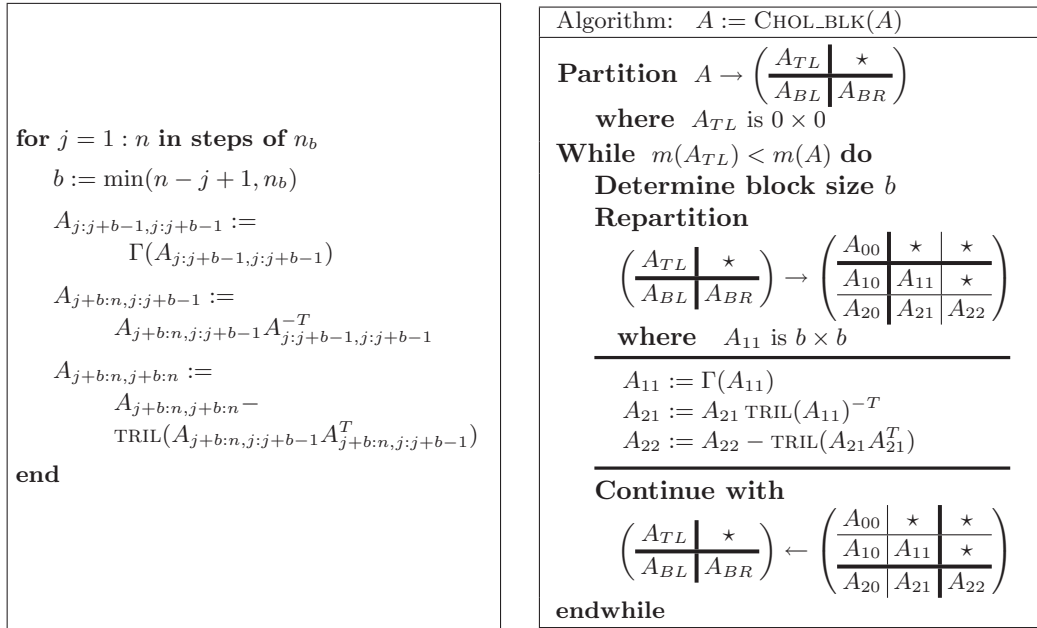 for j = 1 : n in steps of n_b
b := min(n − j + 1, n_b)
A_{j:j+b−1,j:j+b−1} :=
Γ(A_{j:j+b−1,j:j+b−1})
A_{j+b:n,j:j+b−1} :=
A_{j+b:n,j:j+b−1} A^{−T}_{j:j+b−1,j:j+b−1}
A_{j+b:n,j+b:n} :=
A_{j+b:n,j+b:n} −
TRIL(A_{j+b:n,j:j+b−1} A^T_{j+b:n,j:j+b−1})
end
Algorithm: A := CHOL_BLK(A)
Partition A → ( A_{TL} | ⋆
A_{BL} | A_{BR} )
where A_{TL} is 0 × 0
While m(A_{TL}) < m(A) do
Determine block size b
Repartition
( A_{TL} | ⋆ ) → ( A_{00} | ⋆ | ⋆
A_{BL} | A_{BR} A_{10} | A_{11} | ⋆
A_{20} | A_{21} | A_{22} )
where A_{11} is b × b
A_{11} := Γ(A_{11})
A_{21} := A_{21} TRIL(A_{11})^{−T}
A_{22} := A_{22} − TRIL(A_{21} A^T_{21})
Continue with
( A_{TL} | ⋆ ) ← ( A_{00} | ⋆ | ⋆
A_{BL} | A_{BR} A_{10} | A_{11} | ⋆
A_{20} | A_{21} | A_{22} )
endwhile